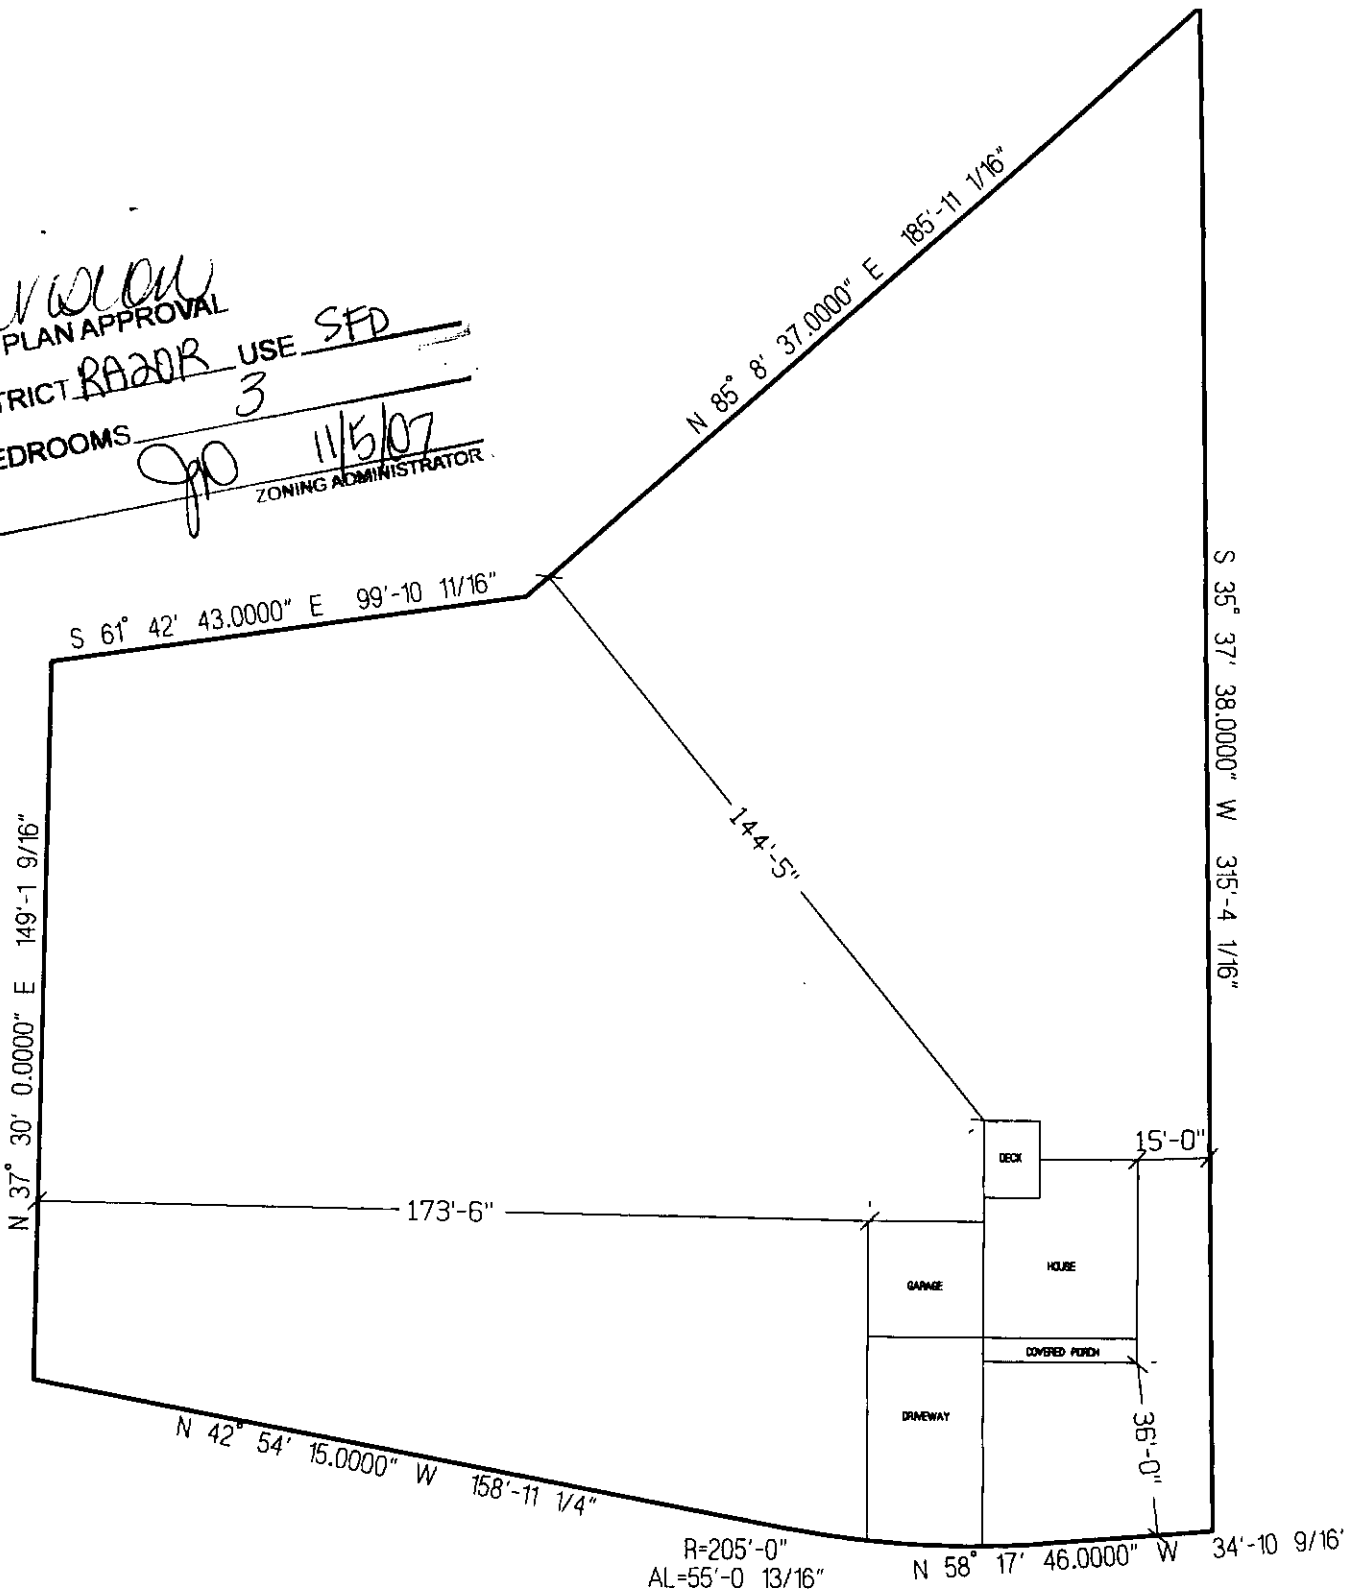 PLAN APPROVAL
TRICT RA20R USE SFD
EDROOMS 3
11/5/07
ZONING ADMINISTRATOR
N 85° 8' 37.0000" E 185'-11 1/16"
S 61° 42' 43.0000" E 99'-10 11/16"
S 35° 37' 38.0000" W 315'-4 1/16"
144'-5"
N 37° 30' 0.0000" E 149'-1 9/16"
15'-0"
DECK
173'-6"
HOUSE
GARAGE
COVERED PORCH
DRIVEWAY
36'-0"
N 42° 54' 15.0000" W 158'-11 1/4"
R=205'-0"
AL=55'-0 13/16"
N 58° 17' 46.0000" W 34'-10 9/16'